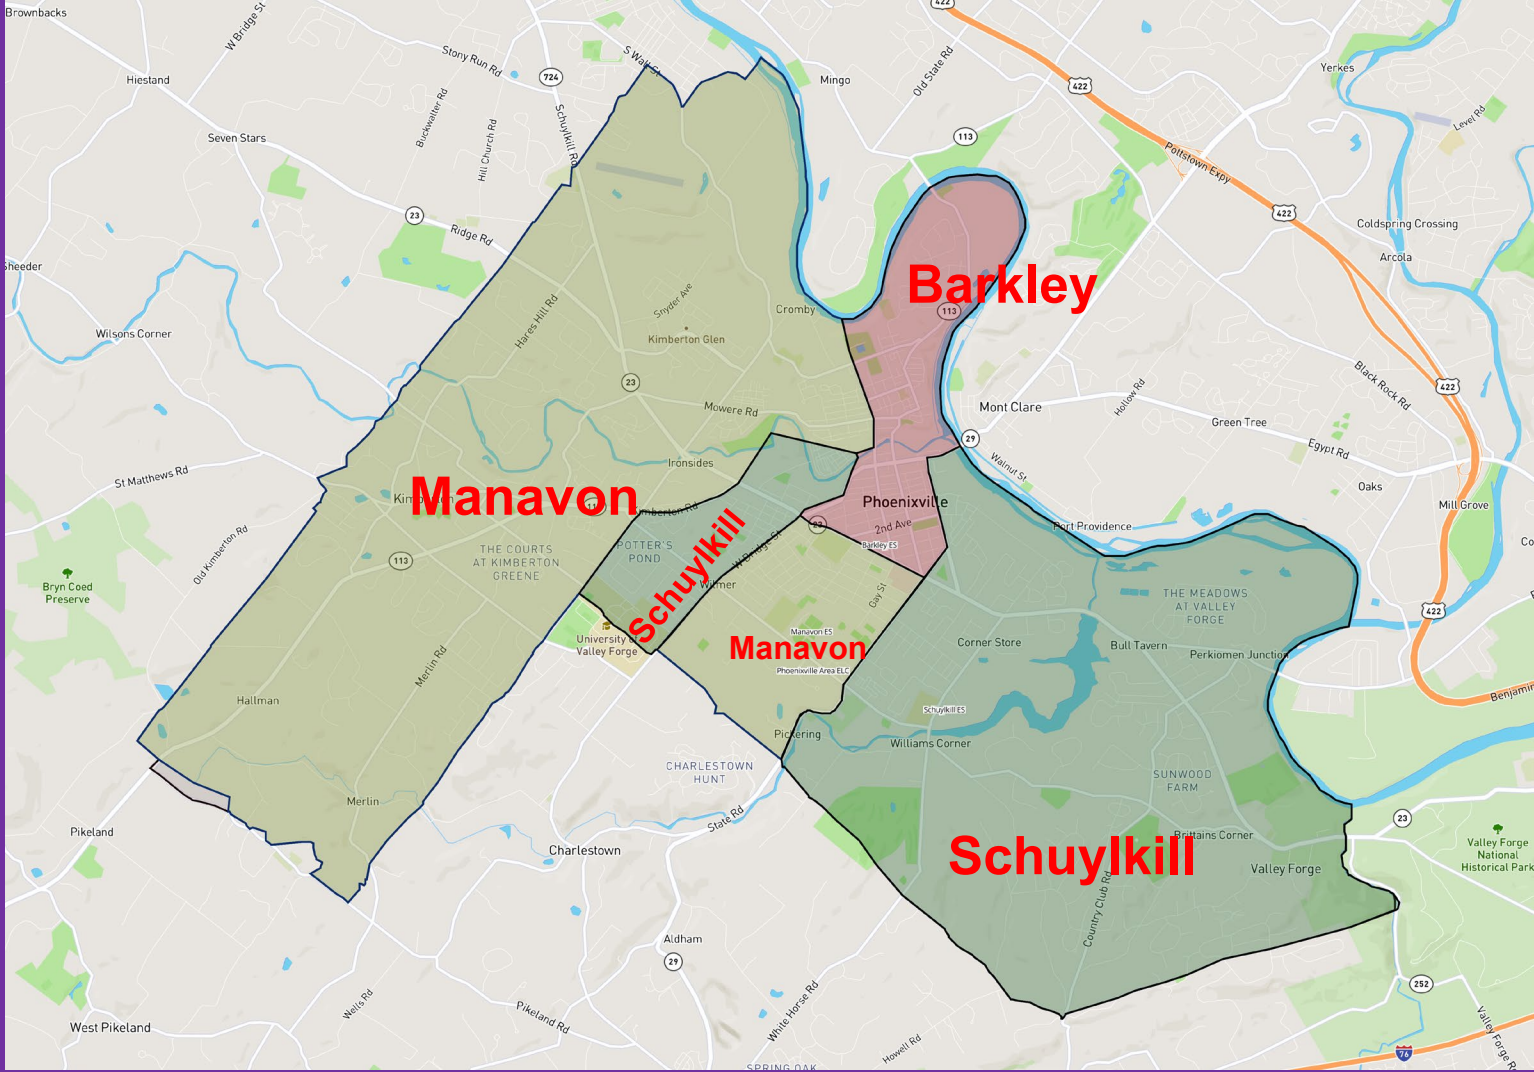 Brownbacks
W Bridge St
422
Stony Run Rd
S Wall St
Hiestand
724
Mingo
Old State Rd
422
Yerkes
Buckwalter Rd
Schuylkill Rd
Level Rd
Seven Stars
Hill Church Rd
113
Pottstown Expy
23
422
Ridge Rd
Coldspring Crossing
Arcola
Sheeder
Barkley
Hares Hill Rd
Snyder Ave
Cromby
113
Wilsons Corner
Kimberton Glen
23
Black Rock Rd
422
Mowere Rd
Mont Clare
Hollow Rd
Green Tree
29
Egypt Rd
St Matthews Rd
Ironsides
Walnut St
Oaks
Manavon
Kimberton
113
Kimberton Rd
Phoenixville
Mill Grove
23
2nd Ave
Port Providence
Old Kimberton Rd
THE COURTS
AT KIMBERTON
GREENE
POTTER'S
POND
Schuylkill
W Bridge St
Barkley ES
113
Wilmer
Bryn Coed
Preserve
Gay St
THE MEADOWS
AT VALLEY
FORGE
422
University of
Valley Forge
Manavon ES
Manavon
Phoenixville Area ELC
Corner Store
Bull Tavern
Perkiomen Junction
Merlin Rd
Hallman
Schuylkill ES
Benjamin
Pickering
Williams Corner
CHARLESTOWN
HUNT
SUNWOOD
FARM
Merlin
State Rd
Pikeland
23
Brittains Corner
Charlestown
Schuylkill
Valley Forge
Valley Forge
National
Historical Park
Country Club Rd
Aldham
29
252
Wells Rd
White Horse Rd
Pikeland Rd
West Pikeland
Howell Rd
Valley Forge R
76
SPRING OAK